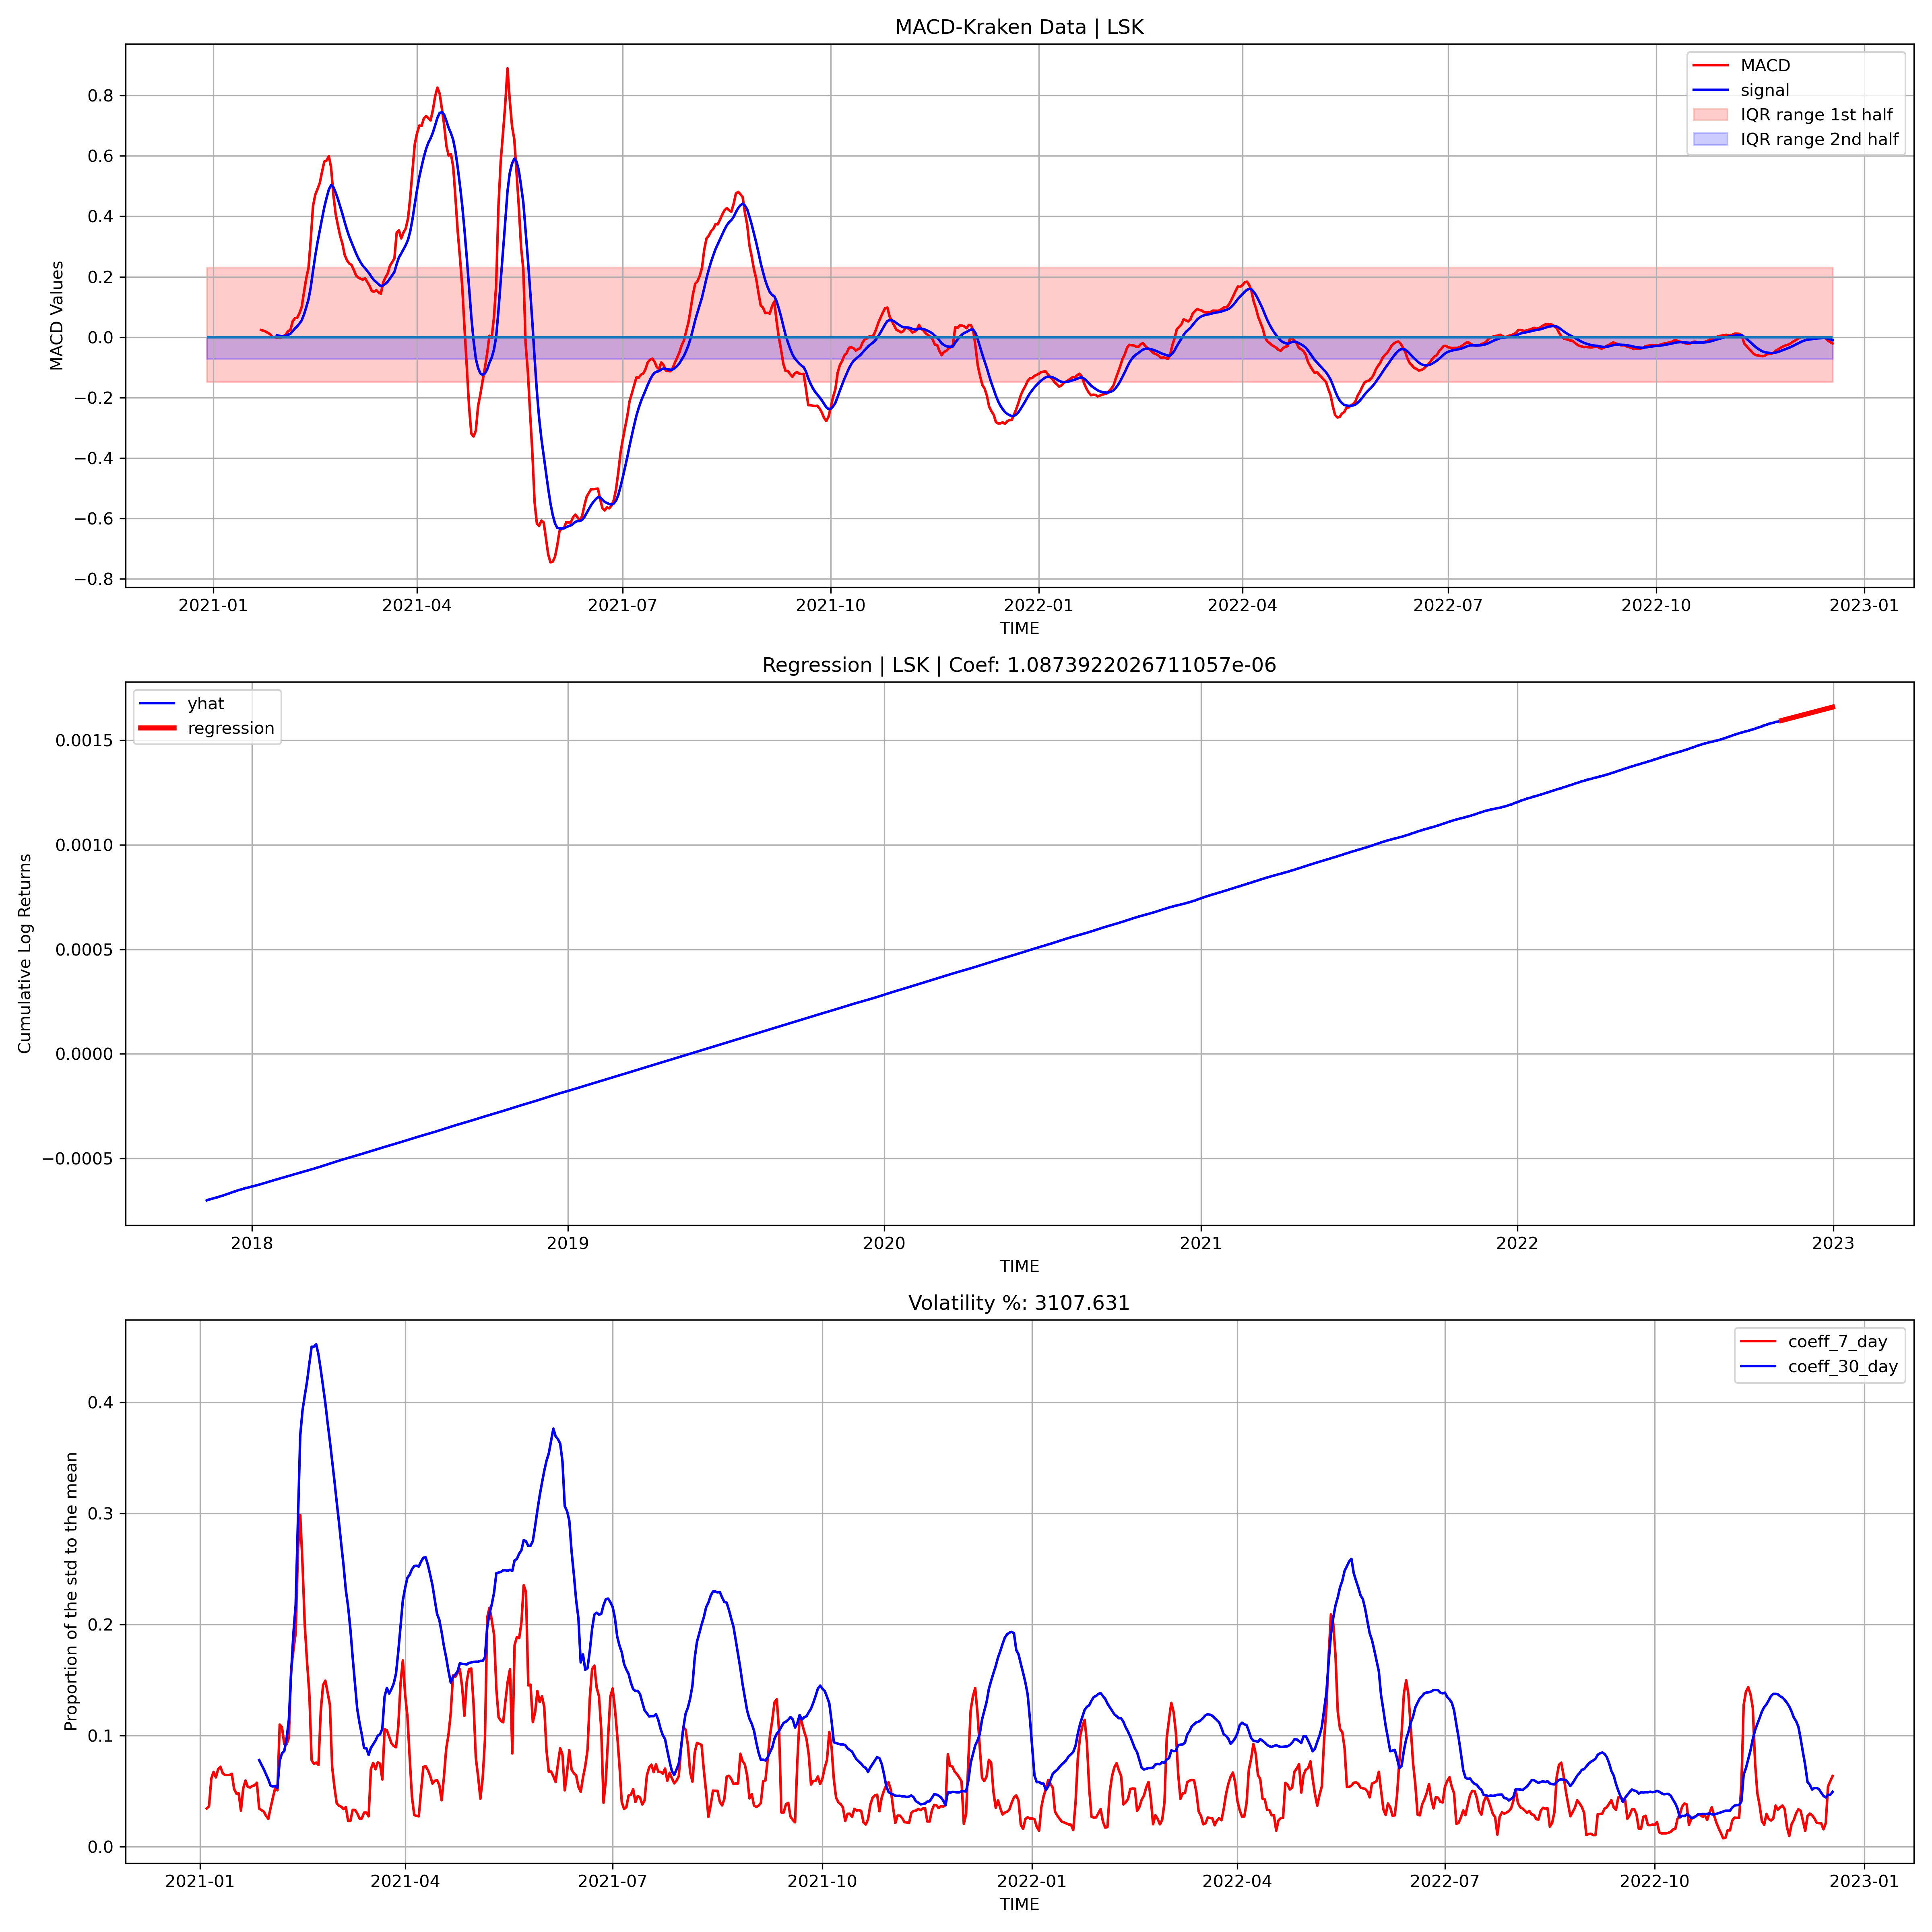 MACD-Kraken Data | LSK
MACD
signal
IQR range 1st half
IQR range 2nd half
MACD Values
0.8
0.6
0.4
0.2
0.0
−0.2
−0.4
−0.6
−0.8
2021-01 2021-04 2021-07 2021-10 2022-01 2022-04 2022-07 2022-10 2023-01
TIME
Regression | LSK | Coef: 1.0873922026711057e-06
yhat
regression
Cumulative Log Returns
0.0015
0.0010
0.0005
0.0000
−0.0005
2018 2019 2020 2021 2022 2023
TIME
Volatility %: 3107.631
coeff_7_day
coeff_30_day
Proportion of the std to the mean
0.4
0.3
0.2
0.1
0.0
2021-01 2021-04 2021-07 2021-10 2022-01 2022-04 2022-07 2022-10 2023-01
TIME